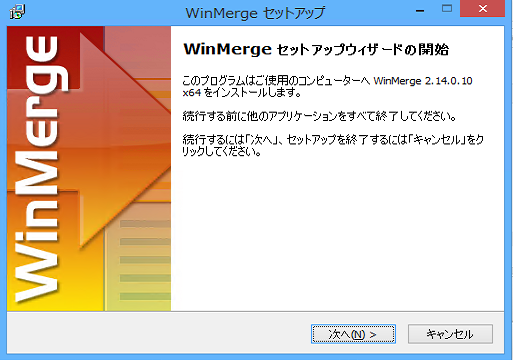 WinMerge セットアップ
WinMerge
WinMerge セットアップウィザードの開始
このプログラムはご使用のコンピューターへ WinMerge 2.14.0.10
x64 をインストールします。
続行する前に他のアプリケーションをすべて終了してください。
続行するには「次へ」、セットアップを終了するには「キャンセル」をク
リックしてください。
次へ(N) >
キャンセル